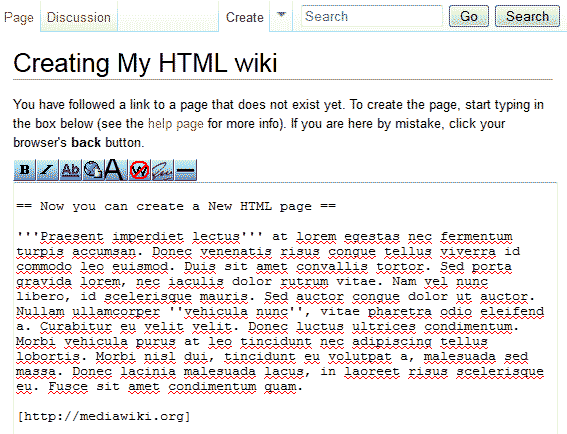 Page Discussion Create Search Go Search
Creating My HTML wiki
You have followed a link to a page that does not exist yet. To create the page, start typing in
the box below (see the help page for more info). If you are here by mistake, click your
browser's back button.
B I Ab A W
== Now you can create a New HTML page ==
'''Praesent imperdiet lectus''' at lorem egestas nec fermentum
turpis accumsan. Donec venenatis risus congue tellus viverra id
commodo leo euismod. Duis sit amet convallis tortor. Sed porta
gravida lorem, nec iaculis dolor rutrum vitae. Nam vel nunc
libero, id scelerisque mauris. Sed auctor congue dolor ut auctor.
Nullam ullamcorper ''vehicula nunc'', vitae pharetra odio eleifend
a. Curabitur eu velit velit. Donec luctus ultrices condimentum.
Morbi vehicula purus at leo tincidunt nec adipiscing tellus
lobortis. Morbi nisl dui, tincidunt eu volutpat a, malesuada sed
massa. Donec lacinia malesuada lacus, in laoreet risus scelerisque
eu. Fusce sit amet condimentum quam.
[http://mediawiki.org]